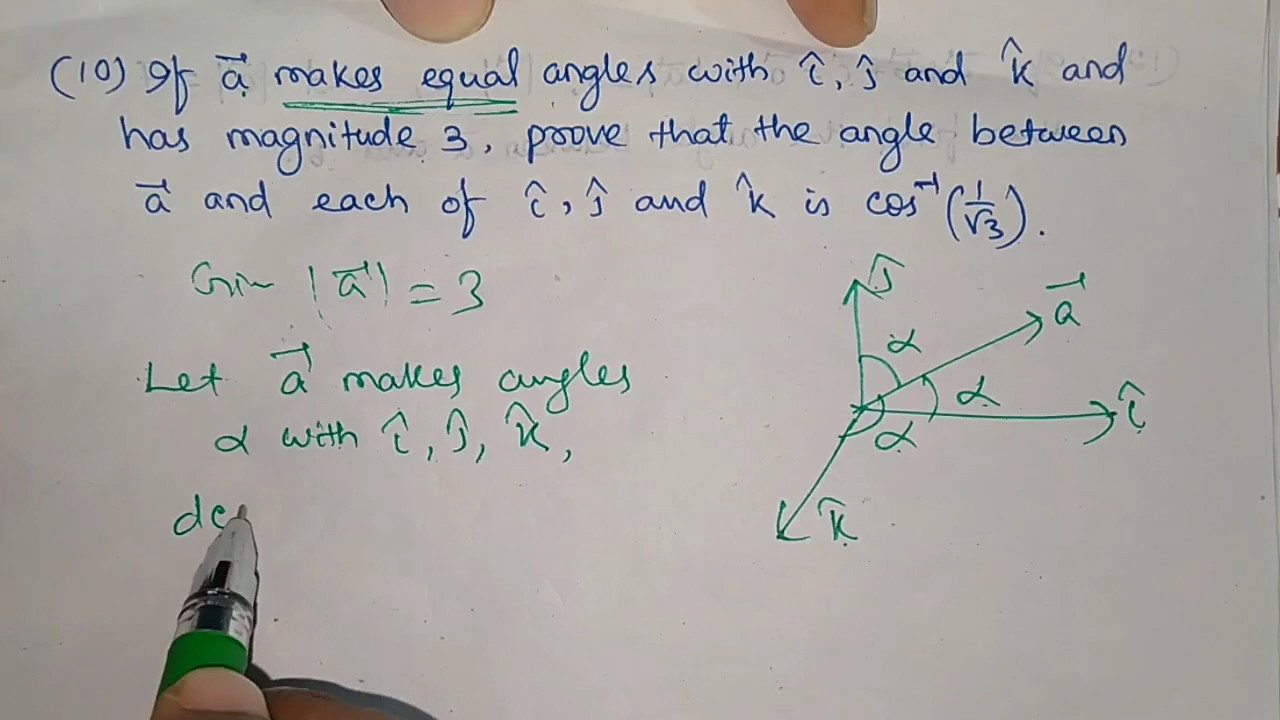 (10) If a⃗ makes equal angles with î, ĵ and k̂ and
has magnitude 3, prove that the angle between
a⃗ and each of î, ĵ and k̂ is cos⁻¹(1/√3).
Given |a⃗| = 3
Let a⃗ makes angles
α with î, ĵ, k̂,
de
ĵ
a⃗
α
α
î
α
k̂